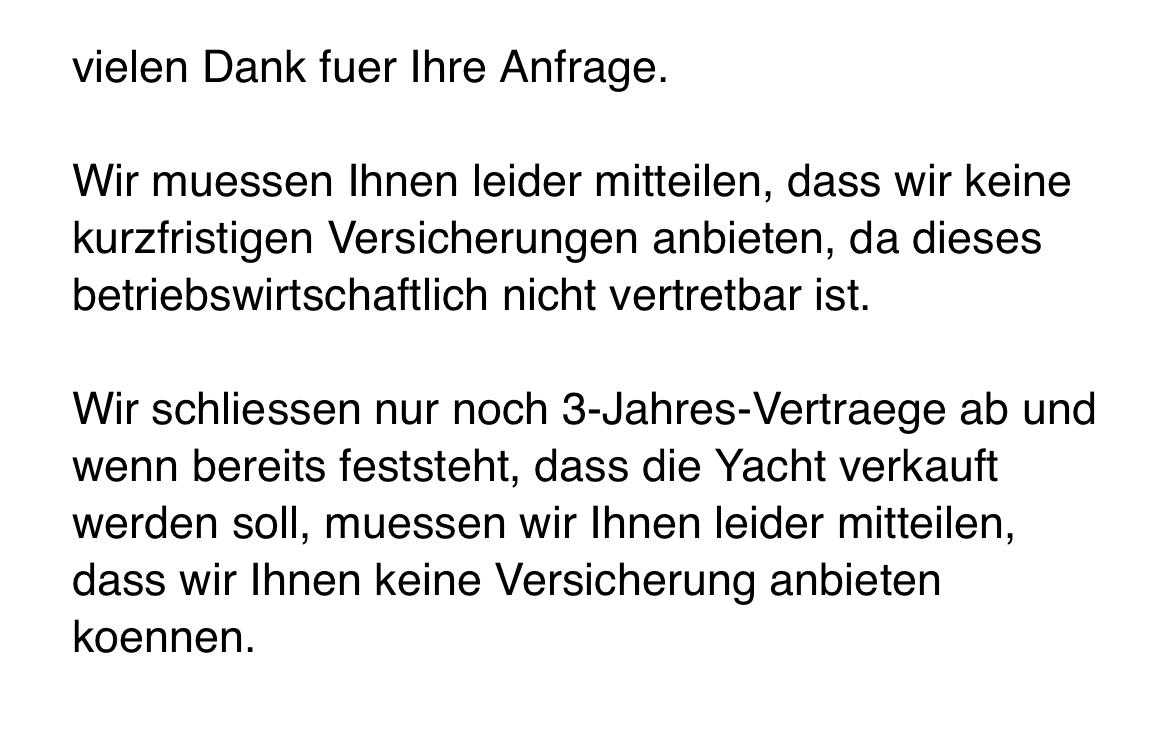 vielen Dank fuer Ihre Anfrage.
Wir muessen Ihnen leider mitteilen, dass wir keine
kurzfristigen Versicherungen anbieten, da dieses
betriebswirtschaftlich nicht vertretbar ist.
Wir schliessen nur noch 3-Jahres-Vertraege ab und
wenn bereits feststeht, dass die Yacht verkauft
werden soll, muessen wir Ihnen leider mitteilen,
dass wir Ihnen keine Versicherung anbieten
koennen.